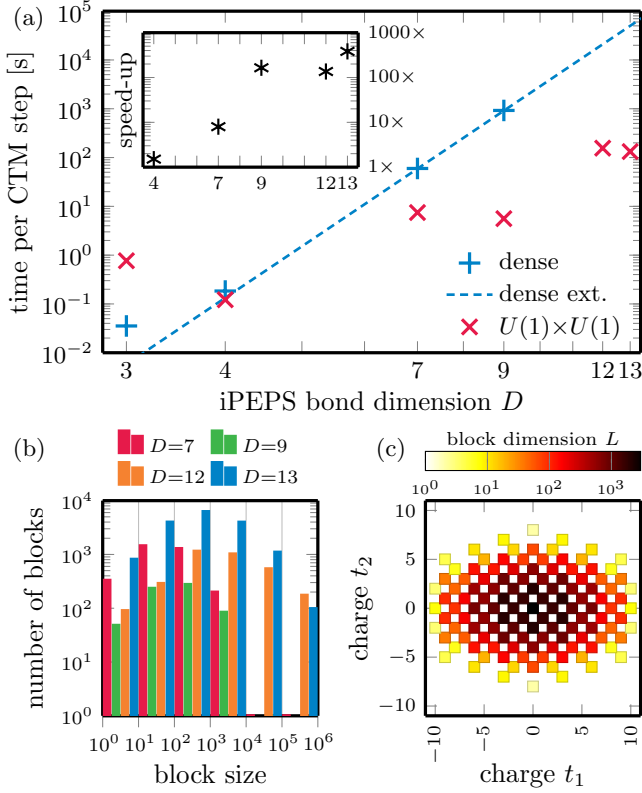 (a)
10^5
10^4
10^3
10^2
10^1
10^0
10^{-1}
10^{-2}
time per CTM step [s]
speed-up
1000×
100×
10×
1×
4 7 9 12 13
dense
dense ext.
U(1)×U(1)
3 4 7 9 12 13
iPEPS bond dimension D
(b)
D=7 D=9
D=12 D=13
10^4
10^3
10^2
10^1
10^0
number of blocks
10^0 10^1 10^2 10^3 10^4 10^5 10^6
block size
(c)
block dimension L
10^0 10^1 10^2 10^3
10
5
0
−5
−10
charge t_2
−10 −5 0 5 10
charge t_1